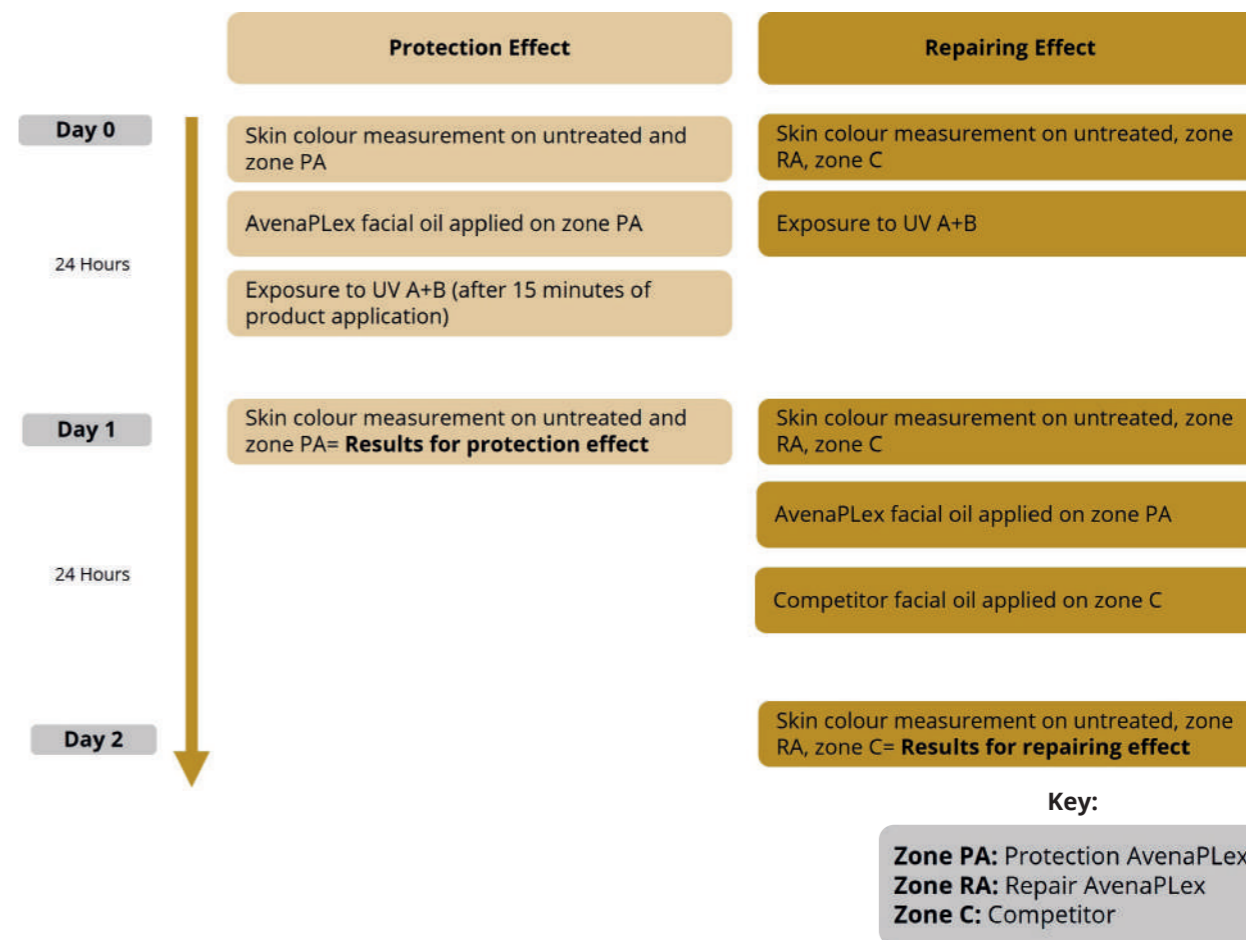 Protection Effect
Repairing Effect
Day 0
Skin colour measurement on untreated and
zone PA
Skin colour measurement on untreated, zone
RA, zone C
AvenaPLex facial oil applied on zone PA
Exposure to UV A+B
24 Hours
Exposure to UV A+B (after 15 minutes of
product application)
Day 1
Skin colour measurement on untreated and
zone PA= Results for protection effect
Skin colour measurement on untreated, zone
RA, zone C
AvenaPLex facial oil applied on zone PA
24 Hours
Competitor facial oil applied on zone C
Day 2
Skin colour measurement on untreated, zone
RA, zone C= Results for repairing effect
Key:
Zone PA: Protection AvenaPLex
Zone RA: Repair AvenaPLex
Zone C: Competitor